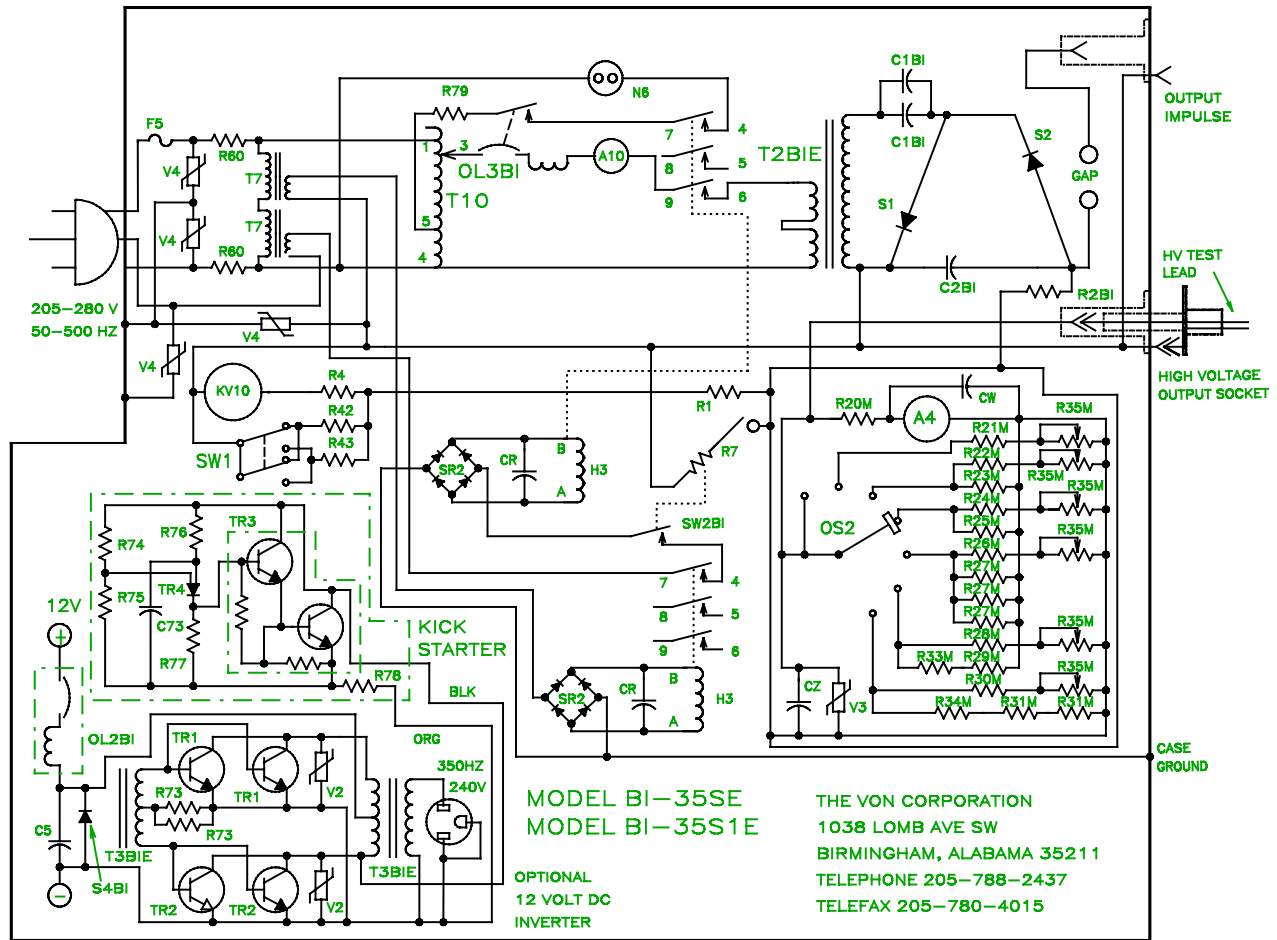 C1BI
OUTPUT
IMPULSE
N6
R79
F5
7
4
C1BI
S2
R60
1
3
A10
T2BIE
V4
OL3BI
8
5
GAP
T7
T10
9
6
S1
V4
T7
5
R60
4
HV TEST
LEAD
C2BI
R2BI
205-280 V
50-500 HZ
V4
V4
KV10
R4
HIGH VOLTAGE
OUTPUT SOCKET
R42
R1
R20M
A4
CW
R35M
R43
R21M
SW1
B
R7
R22M
SR2
CR
H3
R23M
R35M
A
R24M
R35M
TR3
SW2BI
OS2
R25M
R76
R35M
R74
R26M
7
4
R27M
TR4
R75
R27M
12V
8
5
R27M
R35M
+
C73
KICK
STARTER
R28M
9
6
R77
R33M
R29M
R35M
R78
B
R30M
BLK
SR2
CR
H3
CZ
V3
R34M
R31M
R31M
A
OL2BI
TR1
ORG
CASE
GROUND
350HZ
240V
V2
R73
TR1
MODEL BI-35SE
THE VON CORPORATION
C5
R73
MODEL BI-35S1E
1038 LOMB AVE SW
T3BIE
T3BIE
BIRMINGHAM, ALABAMA 35211
S4BI
OPTIONAL
12 VOLT DC
INVERTER
TELEPHONE 205-788-2437
-
TR2
TR2
V2
TELEFAX 205-780-4015